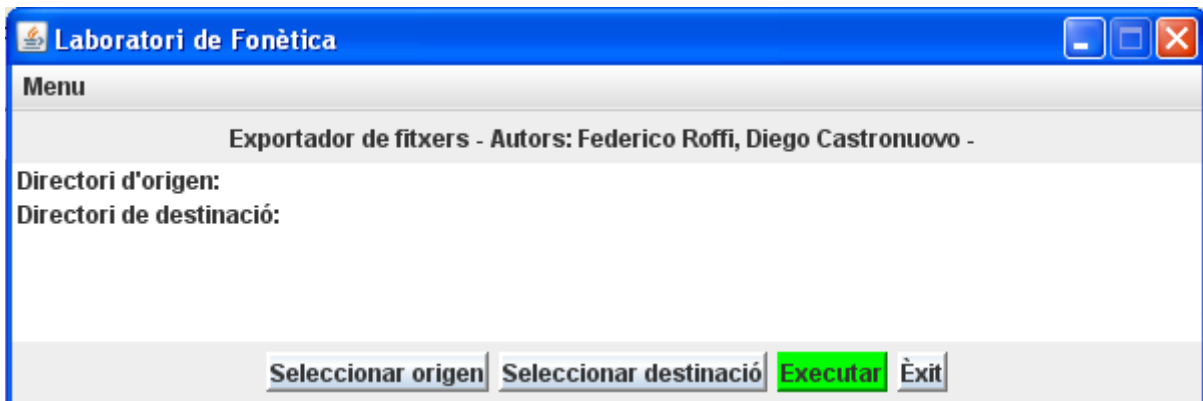 Laboratori de Fonètica
Menu
Exportador de fitxers - Autors: Federico Roffi, Diego Castronuovo -
Directori d'origen:
Directori de destinació:
Seleccionar origen Seleccionar destinació Executar Èxit